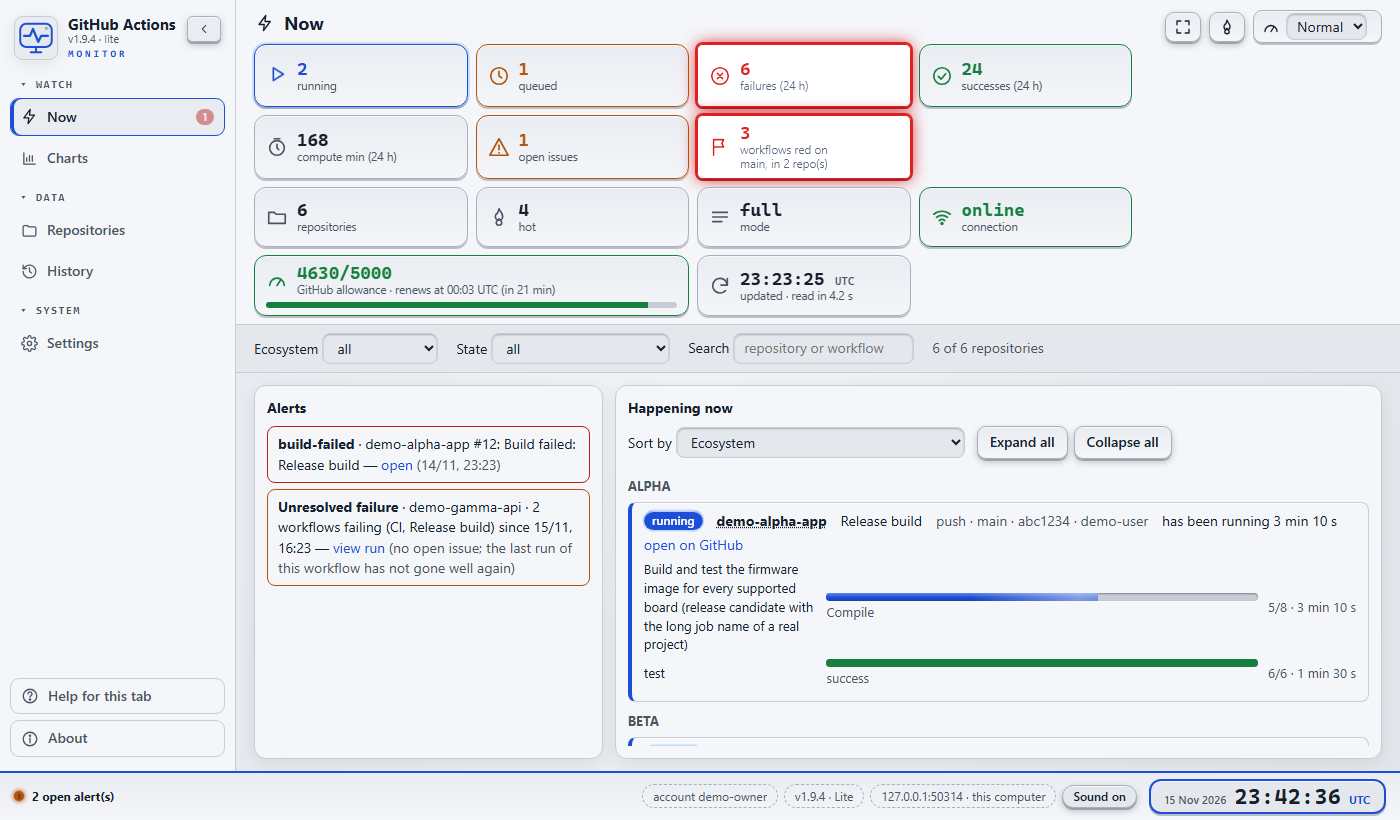 GitHub Actions
v1.9.4 · lite
MONITOR
WATCH
Now
1
Charts
DATA
Repositories
History
SYSTEM
Settings
Help for this tab
About
Now
Normal
2
running
1
queued
6
failures (24 h)
24
successes (24 h)
168
compute min (24 h)
1
open issues
3
workflows red on
main, in 2 repo(s)
6
repositories
4
hot
full
mode
online
connection
4630/5000
GitHub allowance · renews at 00:03 UTC (in 21 min)
23:23:25 UTC
updated · read in 4.2 s
Ecosystem all
State all
Search repository or workflow
6 of 6 repositories
Alerts
build-failed · demo-alpha-app #12: Build failed:
Release build — open (14/11, 23:23)
Unresolved failure · demo-gamma-api · 2
workflows failing (CI, Release build) since 15/11,
16:23 — view run (no open issue; the last run of
this workflow has not gone well again)
Happening now
Sort by Ecosystem
Expand all
Collapse all
ALPHA
running demo-alpha-app Release build push · main · abc1234 · demo-user has been running 3 min 10 s
open on GitHub
Build and test the firmware
image for every supported
board (release candidate with
the long job name of a real
project)
Compile
5/8 · 3 min 10 s
test
success
6/6 · 1 min 30 s
BETA
2 open alert(s)
account demo-owner
v1.9.4 · Lite
127.0.0.1:50314 · this computer
Sound on
15 Nov 2026 23:42:36 UTC